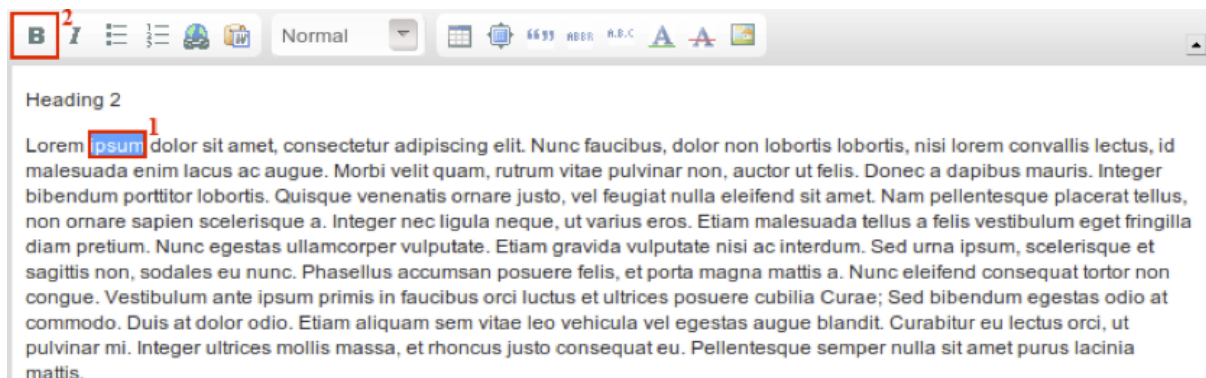 B 2 I Normal 6699 ABBR A.B.C A A
Heading 2
1
Lorem ipsum dolor sit amet, consectetur adipiscing elit. Nunc faucibus, dolor non lobortis lobortis, nisi lorem convallis lectus, id
malesuada enim lacus ac augue. Morbi velit quam, rutrum vitae pulvinar non, auctor ut felis. Donec a dapibus mauris. Integer
bibendum porttitor lobortis. Quisque venenatis ornare justo, vel feugiat nulla eleifend sit amet. Nam pellentesque placerat tellus,
non ornare sapien scelerisque a. Integer nec ligula neque, ut varius eros. Etiam malesuada tellus a felis vestibulum eget fringilla
diam pretium. Nunc egestas ullamcorper vulputate. Etiam gravida vulputate nisi ac interdum. Sed urna ipsum, scelerisque et
sagittis non, sodales eu nunc. Phasellus accumsan posuere felis, et porta magna mattis a. Nunc eleifend consequat tortor non
congue. Vestibulum ante ipsum primis in faucibus orci luctus et ultrices posuere cubilia Curae; Sed bibendum egestas odio at
commodo. Duis at dolor odio. Etiam aliquam sem vitae leo vehicula vel egestas augue blandit. Curabitur eu lectus orci, ut
pulvinar mi. Integer ultrices mollis massa, et rhoncus justo consequat eu. Pellentesque semper nulla sit amet purus lacinia
mattis.